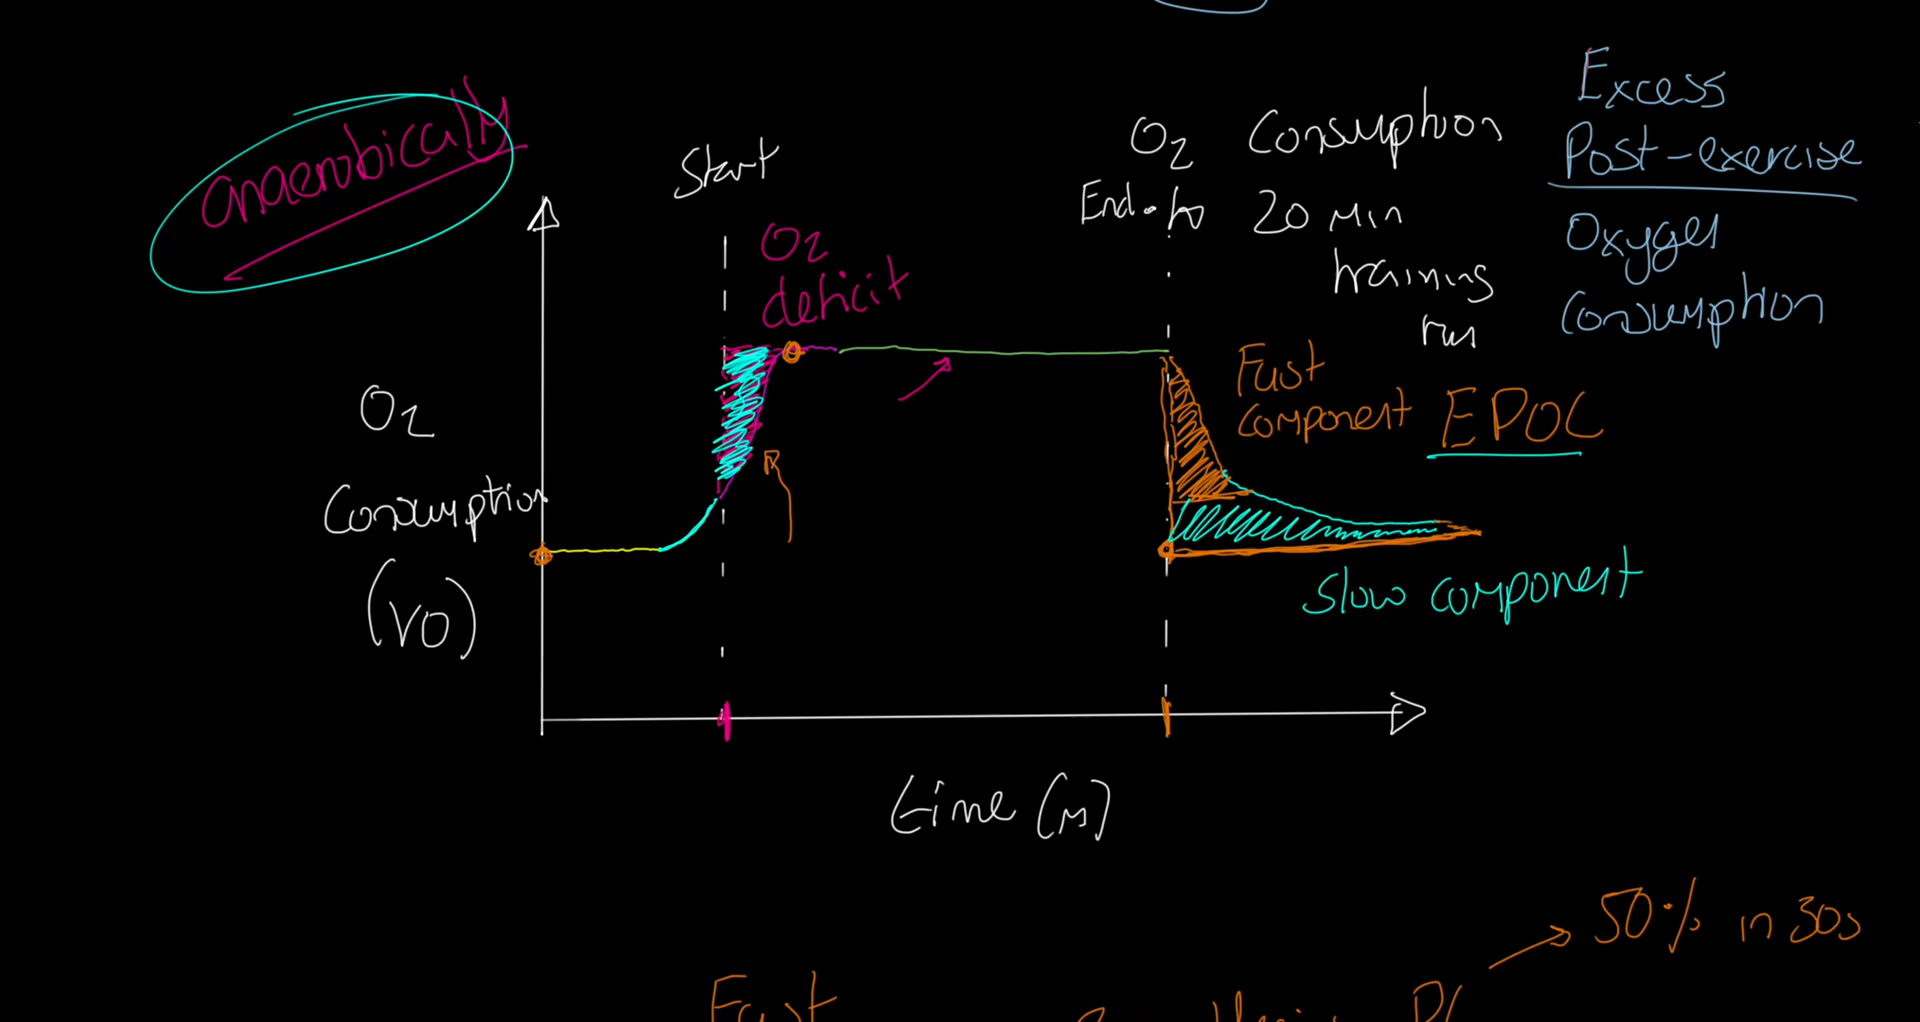 anaerobically
Start
O2 Consumption
End. to 20 min
training
run
Excess
Post-exercise
Oxygen
Consumption
O2
deficit
O2
Consumption
(VO)
Fast
component
EPOC
Slow component
time (m)
50% in 30s
Fast